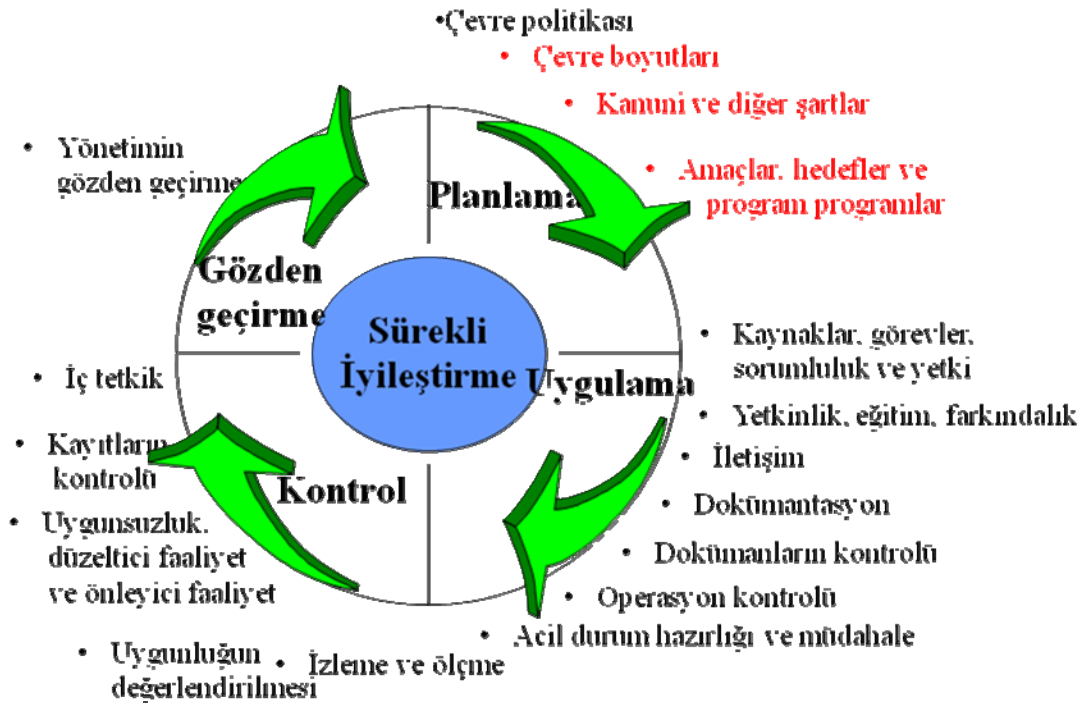 •Çevre politikası
• Çevre boyutları
• Kanuni ve diğer şartlar
• Amaçlar, hedefler ve
program programlar
• Yönetimin
gözden geçirmesi
Planlama
Gözden
geçirme
Sürekli
İyileştirme
Uygulama
Kontrol
• Kaynaklar, görevler,
sorumluluk ve yetki
• Yetkinlik, eğitim, farkındalık
• İletişim
• Dokümantasyon
• Dokümanların kontrolü
• Operasyon kontrolü
• Acil durum hazırlığı ve müdahale
• İzleme ve ölçme
• Uygunluğun
değerlendirilmesi
• Uygunsuzluk,
düzeltici faaliyet
ve önleyici faaliyet
• Kayıtların
kontrolü
• İç tetkik